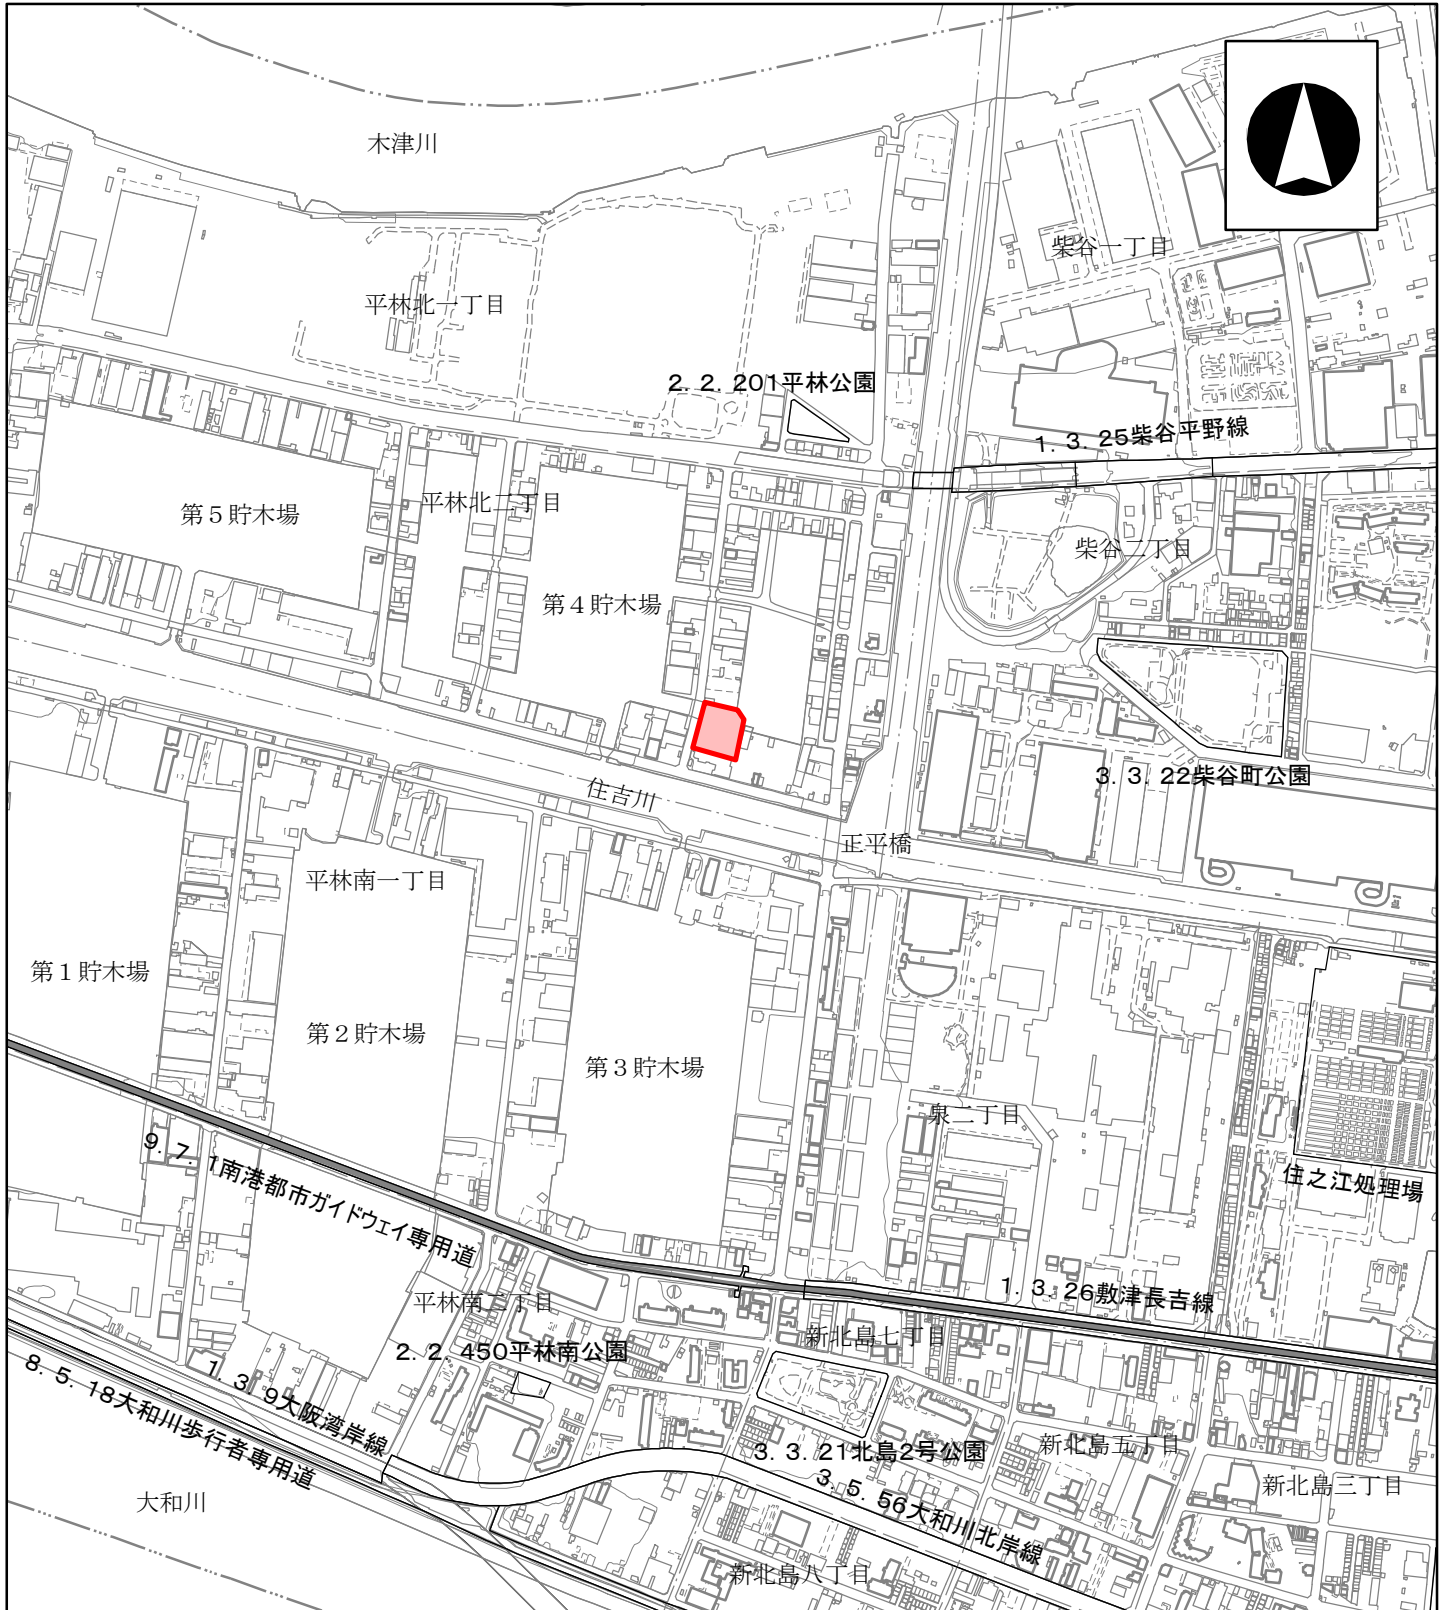 木津川
柴谷一丁目
平林北一丁目
2. 2. 201平林公園
1. 3. 25柴谷平野線
平林北二丁目
第5貯木場
柴谷二丁目
第4貯木場
3. 3. 22柴谷町公園
住吉川
正平橋
平林南一丁目
第1貯木場
第2貯木場
第3貯木場
泉二丁目
9. 7. 1南港都市ガイドウェイ専用道
住之江処理場
1. 3. 26敷津長吉線
平林南二丁目
新北島七丁目
2. 2. 450平林南公園
1. 3. 9大阪湾岸線
8. 5. 18大和川歩行者専用道
3. 3. 21北島2号公園
新北島五丁目
3. 5. 56大和川北岸線
新北島三丁目
大和川
新北島八丁目